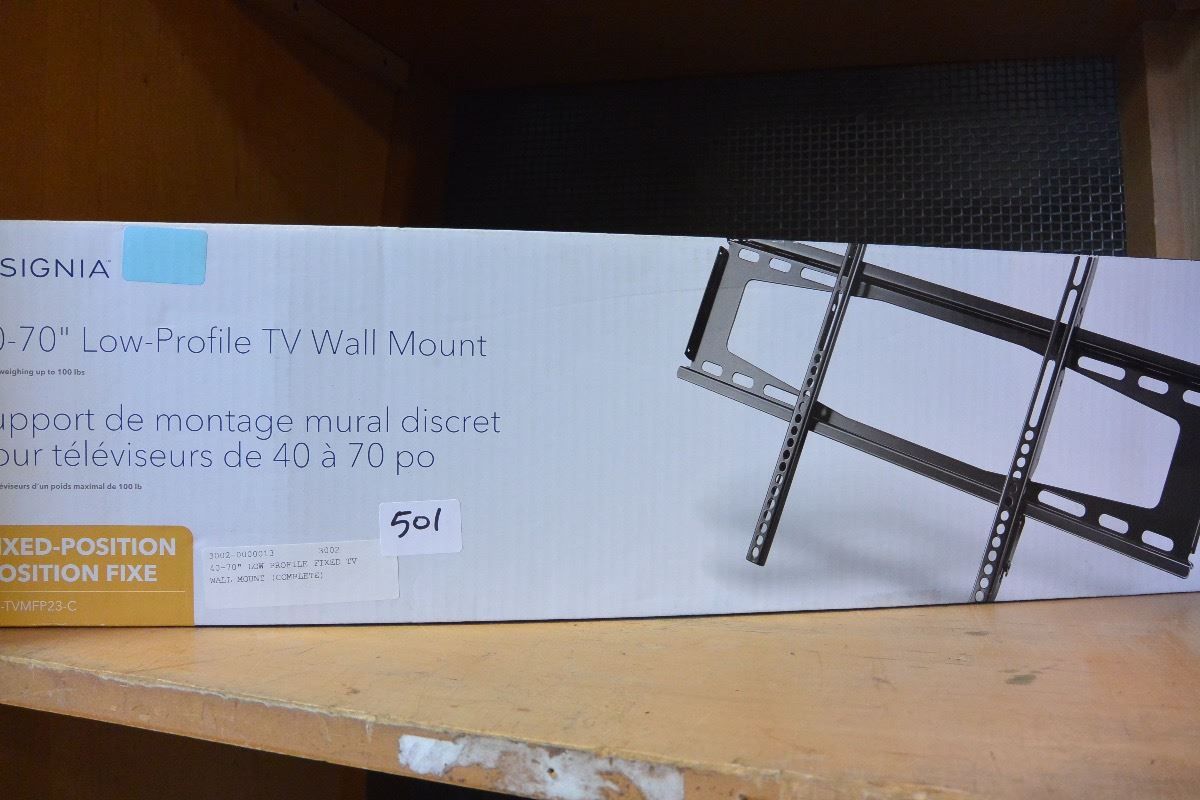 SIGNIA™
0-70" Low-Profile TV Wall Mount
weighing up to 100 lbs
upport de montage mural discret
our téléviseurs de 40 à 70 po
éviseurs d'un poids maximal de 100 lb
IXED-POSITION
OSITION FIXE
-TVMFP23-C
501
3002-0000013 3002
40-70" LOW PROFILE FIXED TV
WALL MOUNT (COMPLETE)